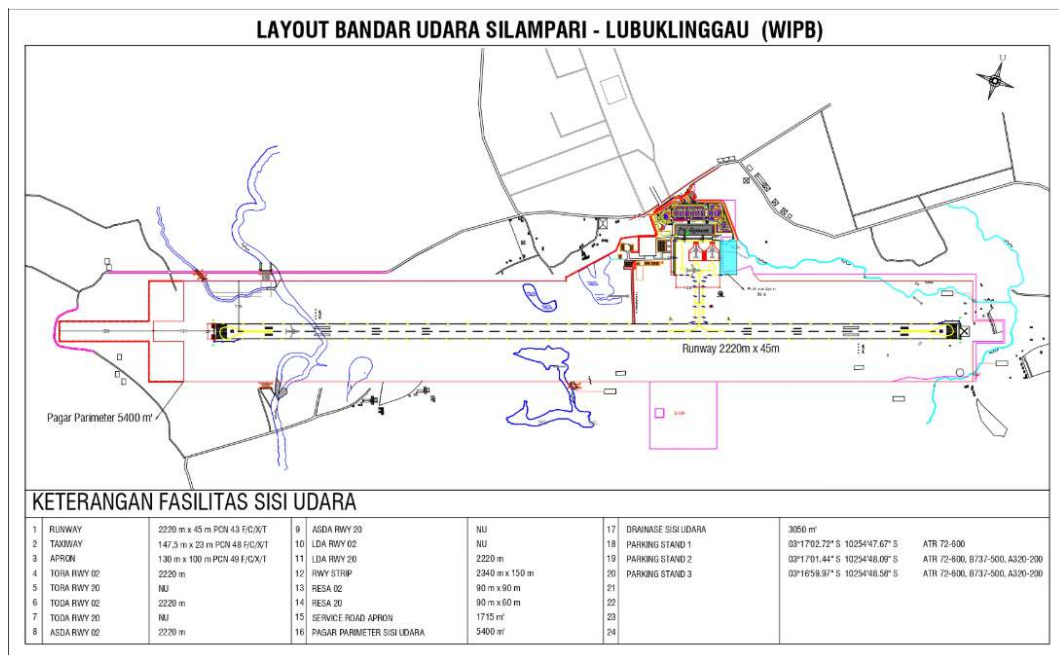 LAYOUT BANDAR UDARA SILAMPARI - LUBUKLINGGAU (WIPB)
U
Runway 2220m x 45m
Pagar Parimeter 5400 m'
KETERANGAN FASILITAS SISI UDARA
1 RUNWAY 2220 m x 45 m PCN 43 F/C/X/T
2 TAXIWAY 147,5 m x 23 m PCN 48 F/C/X/T
3 APRON 130 m x 100 m PCN 49 F/C/X/T
4 TORA RWY 02 2220 m
5 TORA RWY 20 NU
6 TODA RWY 02 2220 m
7 TODA RWY 20 NU
8 ASDA RWY 02 2220 m
9 ASDA RWY 20 NU
10 LDA RWY 02 NU
11 LDA RWY 20 2220 m
12 RWY STRIP 2340 m x 150 m
13 RESA 02 90 m x 90 m
14 RESA 20 90 m x 60 m
15 SERVICE ROAD APRON 1715 m'
16 PAGAR PARIMETER SISI UDARA 5400 m'
17 DRAINASE SISI UDARA 3050 m'
18 PARKING STAND 1 03°17'02.72" S 10254'47.67" S ATR 72-600
19 PARKING STAND 2 03°17'01.44" S 10254'48.09" S ATR 72-600, B737-500, A320-200
20 PARKING STAND 3 03°16'59.97" S 10254'48.58" S ATR 72-600, B737-500, A320-200
21
22
23
24